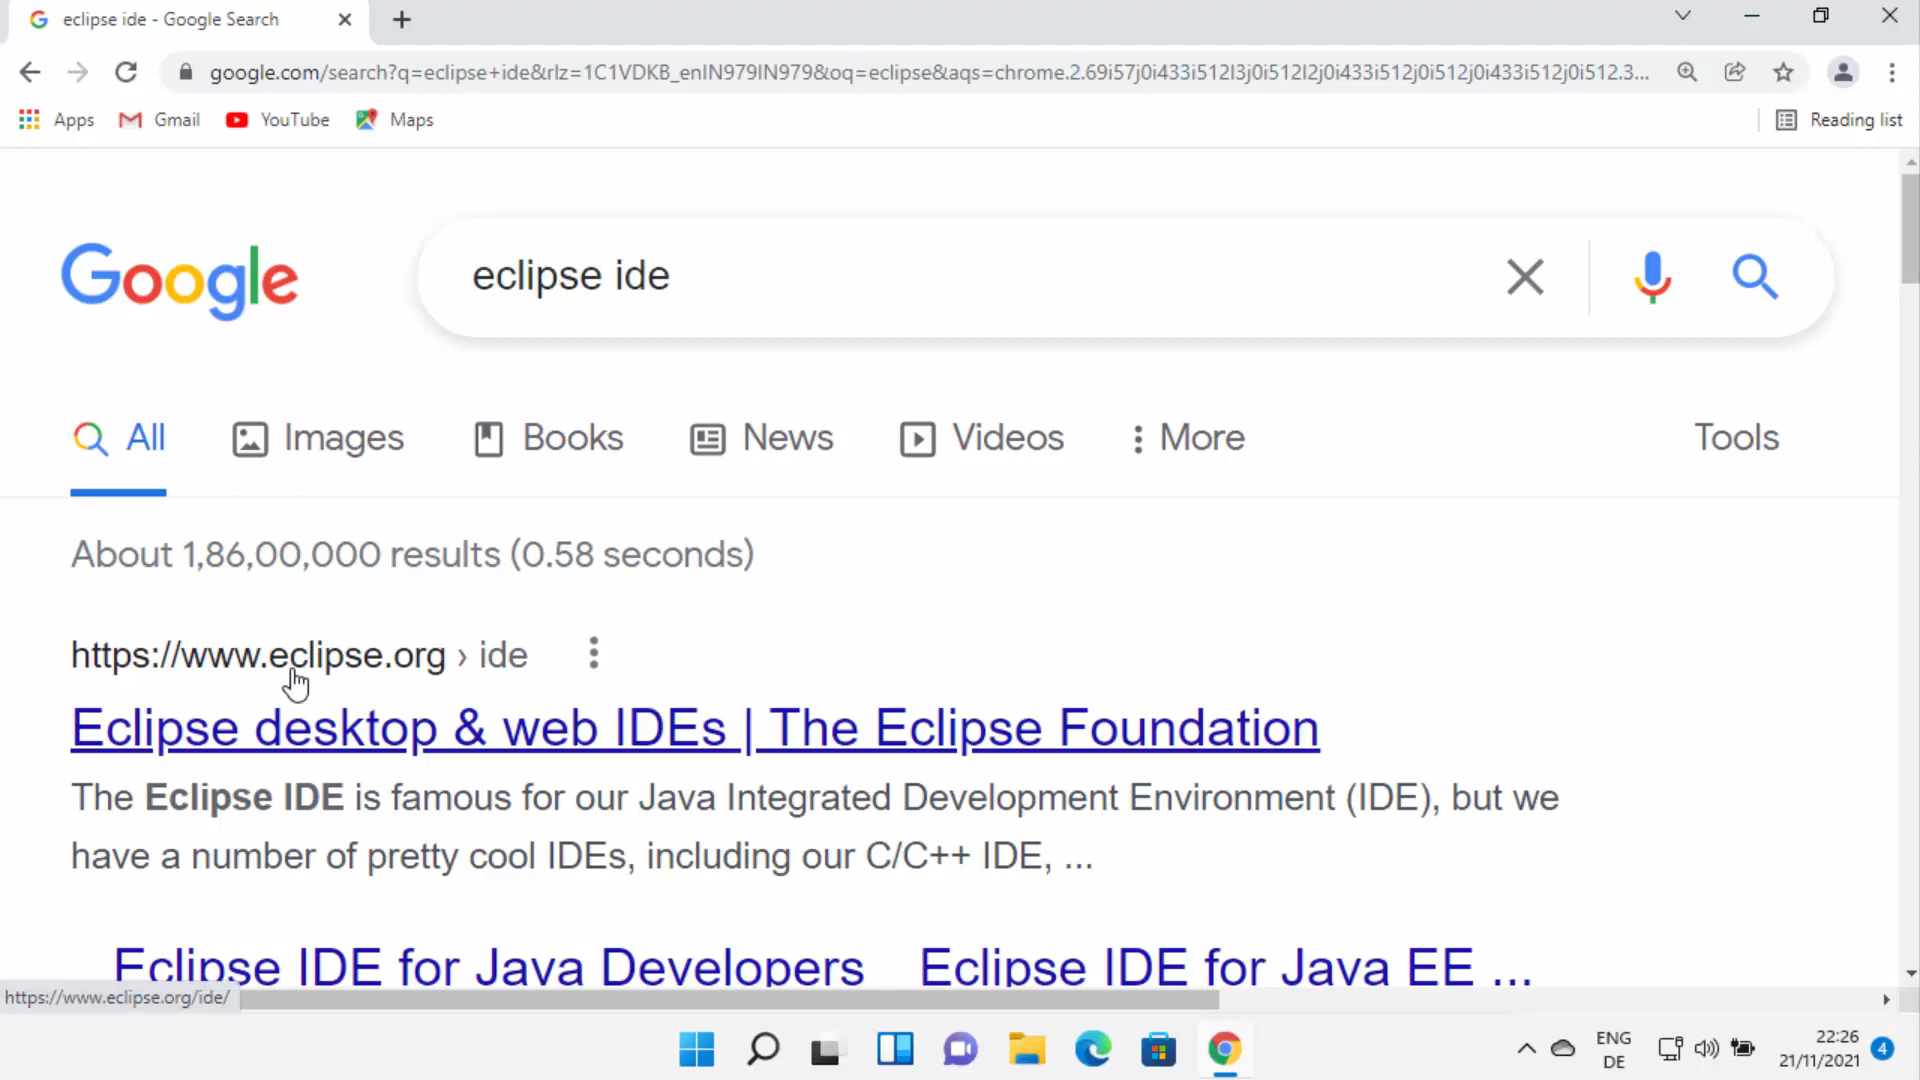 eclipse ide - Google Search
google.com/search?q=eclipse+ide&rlz=1C1VDKB_enIN979IN979&oq=eclipse&aqs=chrome.2.69i57j0i433i512l3j0i512l2j0i433i512j0i512j0i433i512j0i512.3...
Apps Gmail YouTube Maps Reading list
Google eclipse ide
All Images Books News Videos More Tools
About 1,86,00,000 results (0.58 seconds)
https://www.eclipse.org › ide
Eclipse desktop & web IDEs | The Eclipse Foundation
The Eclipse IDE is famous for our Java Integrated Development Environment (IDE), but we
have a number of pretty cool IDEs, including our C/C++ IDE, ...
Eclipse IDE for Java Developers Eclipse IDE for Java EE ...
https://www.eclipse.org/ide/
ENG 22:26
DE 21/11/2021 4